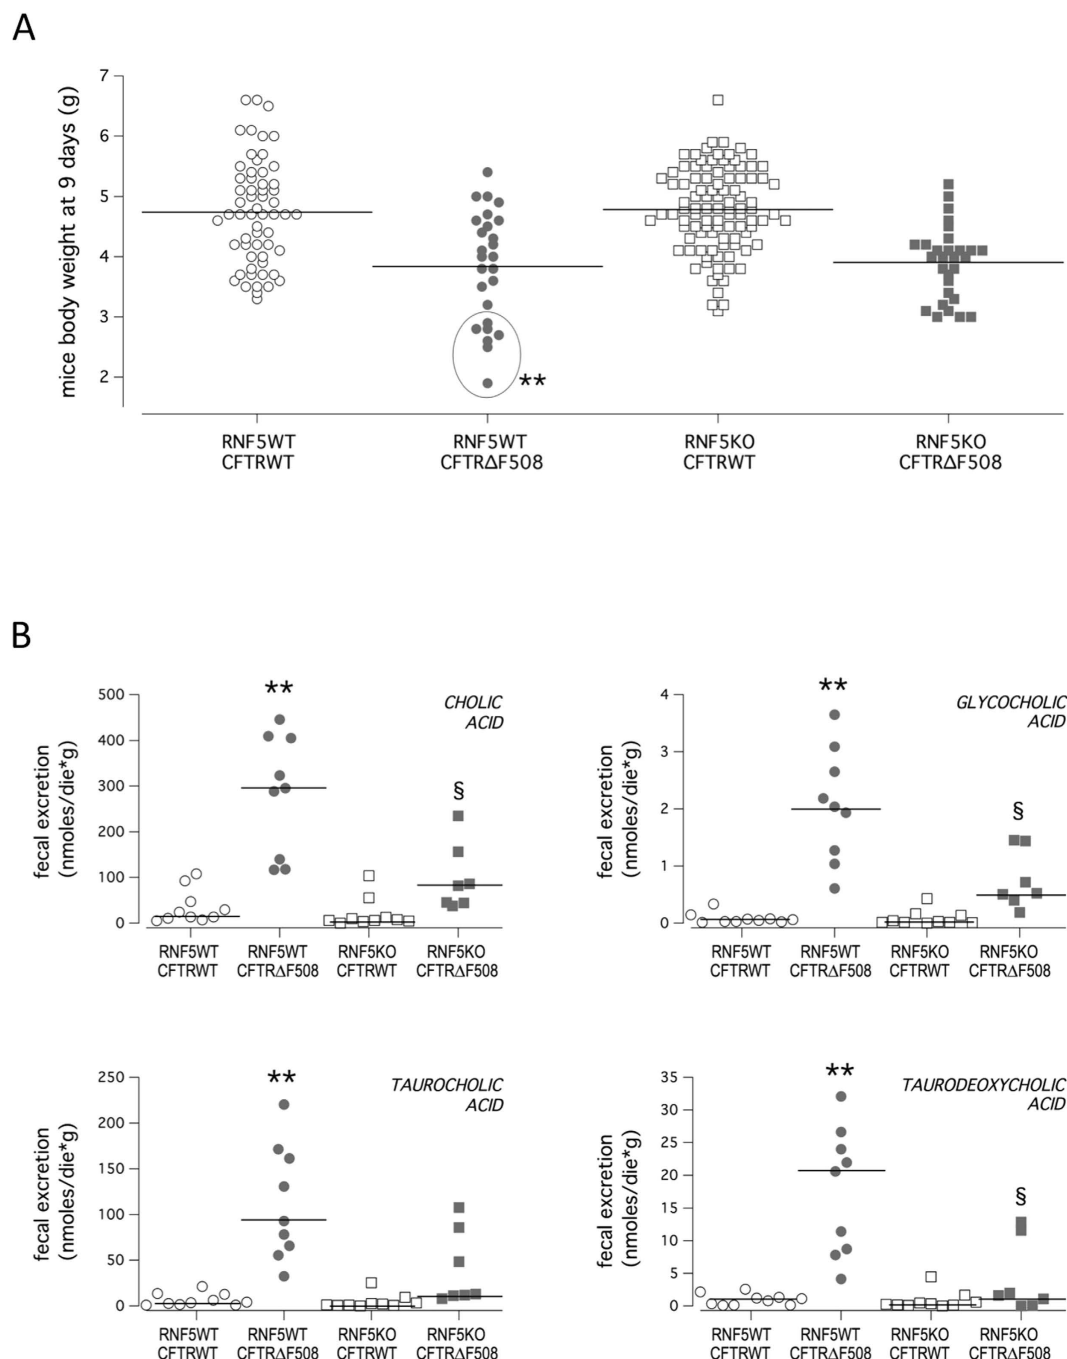 A
mice body weight at 9 days (g)
7
6
5
4
3
2
**
RNF5WT
CFTRWT
RNF5WT
CFTRΔF508
RNF5KO
CFTRWT
RNF5KO
CFTRΔF508
B
fecal excretion
(nmoles/die*g)
500
400
300
200
100
0
**
§
CHOLIC
ACID
RNF5WT
CFTRWT
RNF5WT
CFTRΔF508
RNF5KO
CFTRWT
RNF5KO
CFTRΔF508
fecal excretion
(nmoles/die*g)
4
3
2
1
0
**
§
GLYCOCHOLIC
ACID
RNF5WT
CFTRWT
RNF5WT
CFTRΔF508
RNF5KO
CFTRWT
RNF5KO
CFTRΔF508
fecal excretion
(nmoles/die*g)
250
200
150
100
50
0
**
TAUROCHOLIC
ACID
RNF5WT
CFTRWT
RNF5WT
CFTRΔF508
RNF5KO
CFTRWT
RNF5KO
CFTRΔF508
fecal excretion
(nmoles/die*g)
35
30
25
20
15
10
5
0
**
§
TAURODEOXYCHOLIC
ACID
RNF5WT
CFTRWT
RNF5WT
CFTRΔF508
RNF5KO
CFTRWT
RNF5KO
CFTRΔF508